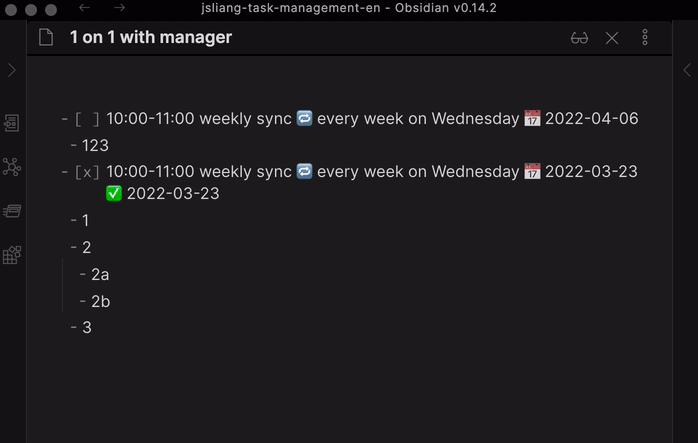 jsliang-task-management-en - Obsidian v0.14.2
1 on 1 with manager
- [ ] 10:00-11:00 weekly sync 🔁 every week on Wednesday 📅 2022-04-06
- 123
- [x] 10:00-11:00 weekly sync 🔁 every week on Wednesday 📅 2022-03-23
✅ 2022-03-23
- 1
- 2
- 2a
- 2b
- 3